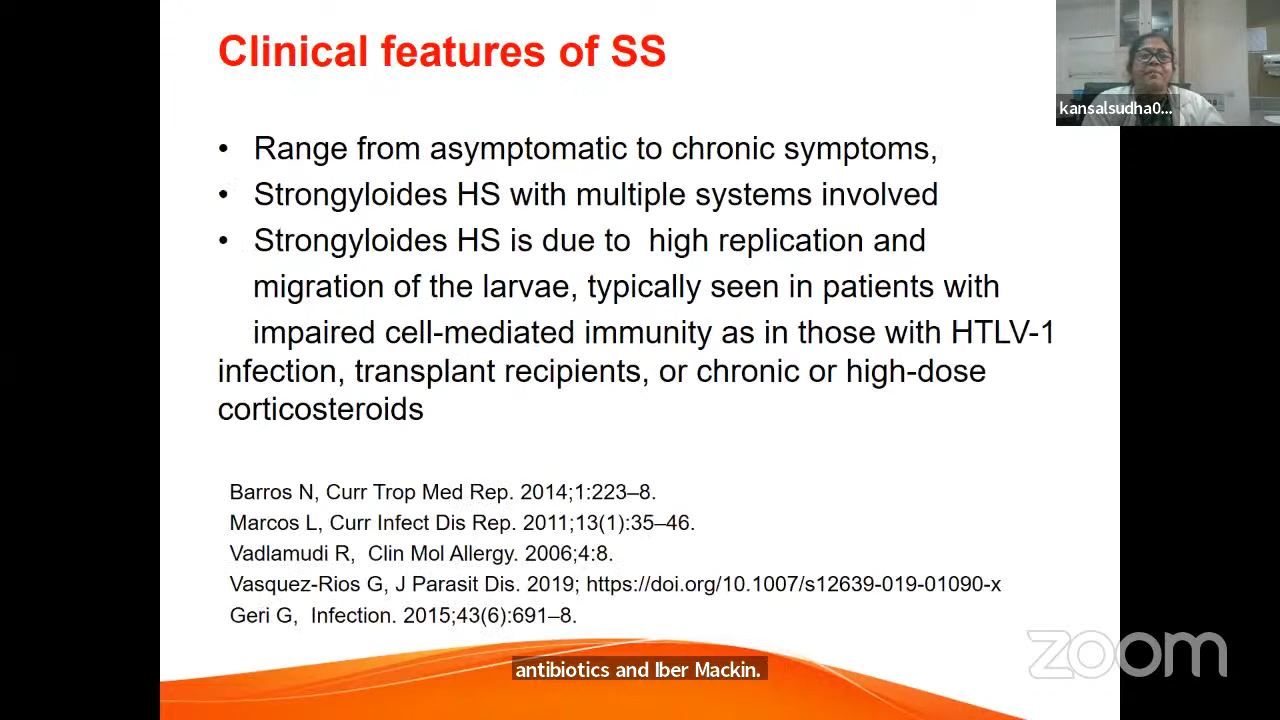 Clinical features of SS
kansalsudha0...
• Range from asymptomatic to chronic symptoms,
• Strongyloides HS with multiple systems involved
• Strongyloides HS is due to high replication and
migration of the larvae, typically seen in patients with
impaired cell-mediated immunity as in those with HTLV-1
infection, transplant recipients, or chronic or high-dose
corticosteroids
Barros N, Curr Trop Med Rep. 2014;1:223–8.
Marcos L, Curr Infect Dis Rep. 2011;13(1):35–46.
Vadlamudi R, Clin Mol Allergy. 2006;4:8.
Vasquez-Rios G, J Parasit Dis. 2019; https://doi.org/10.1007/s12639-019-01090-x
Geri G, Infection. 2015;43(6):691–8.
zoom
antibiotics and Iber Mackin.